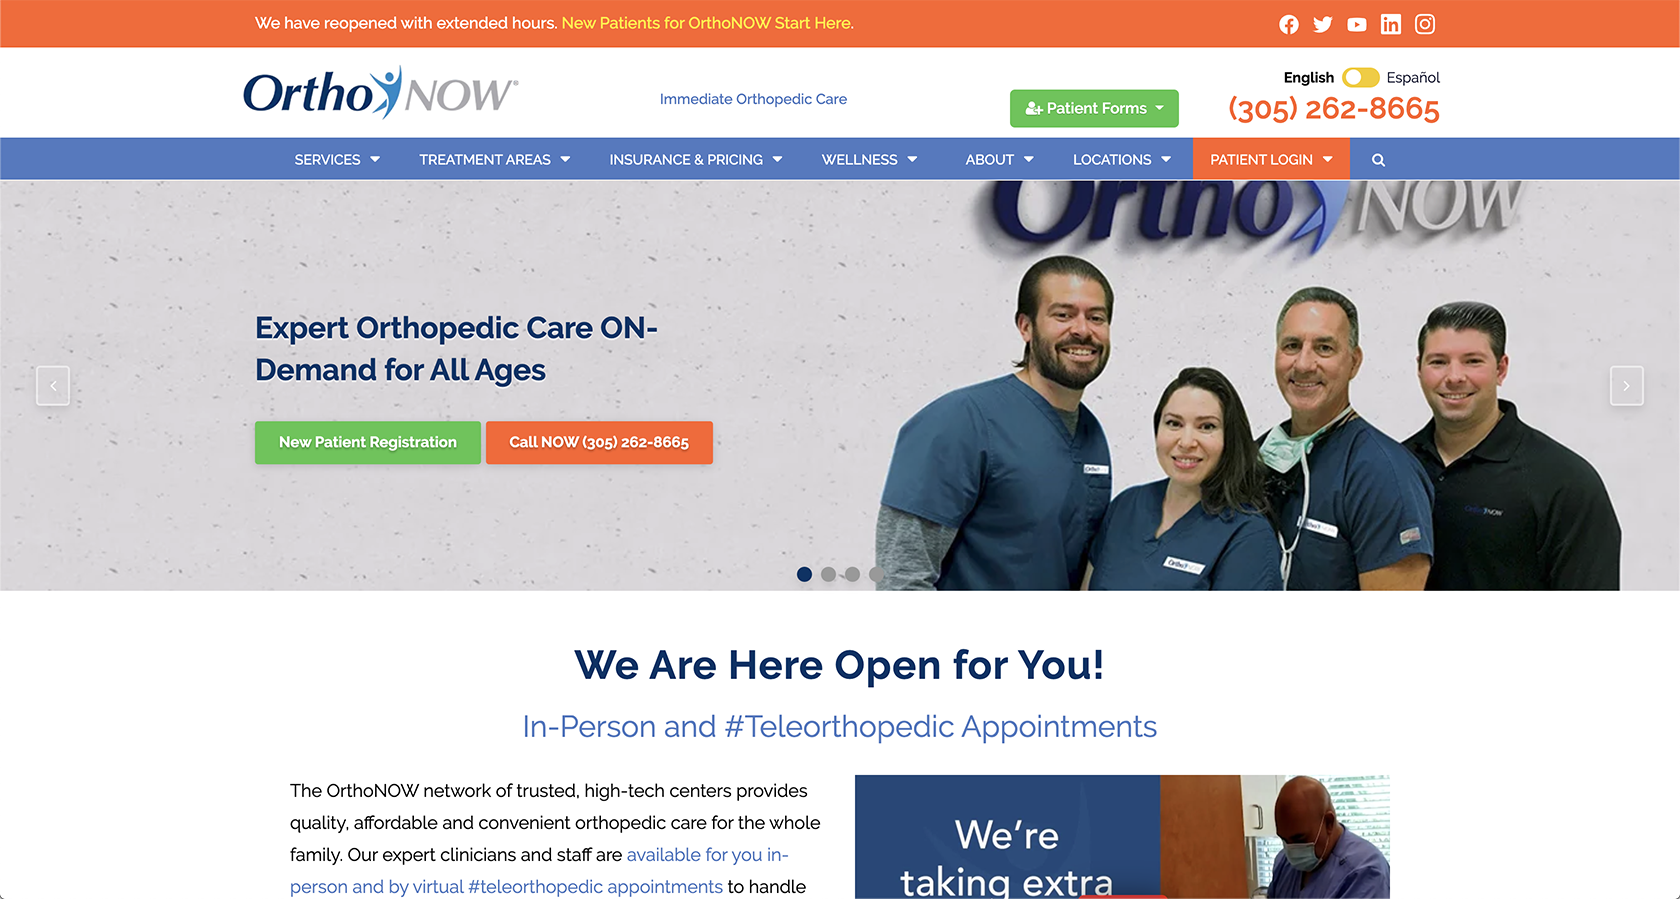 We have reopened with extended hours. New Patients for OrthoNOW Start Here.
OrthoNOW®
Immediate Orthopedic Care
Patient Forms
English Español
(305) 262-8665
SERVICES TREATMENT AREAS INSURANCE & PRICING WELLNESS ABOUT LOCATIONS PATIENT LOGIN
OrthoNOW
Expert Orthopedic Care ON-
Demand for All Ages
New Patient Registration Call NOW (305) 262-8665
OrthoNOW
OrthoNOW
We Are Here Open for You!
In-Person and #Teleorthopedic Appointments
The OrthoNOW network of trusted, high-tech centers provides
quality, affordable and convenient orthopedic care for the whole
family. Our expert clinicians and staff are available for you in-
person and by virtual #teleorthopedic appointments to handle
We're
taking extra